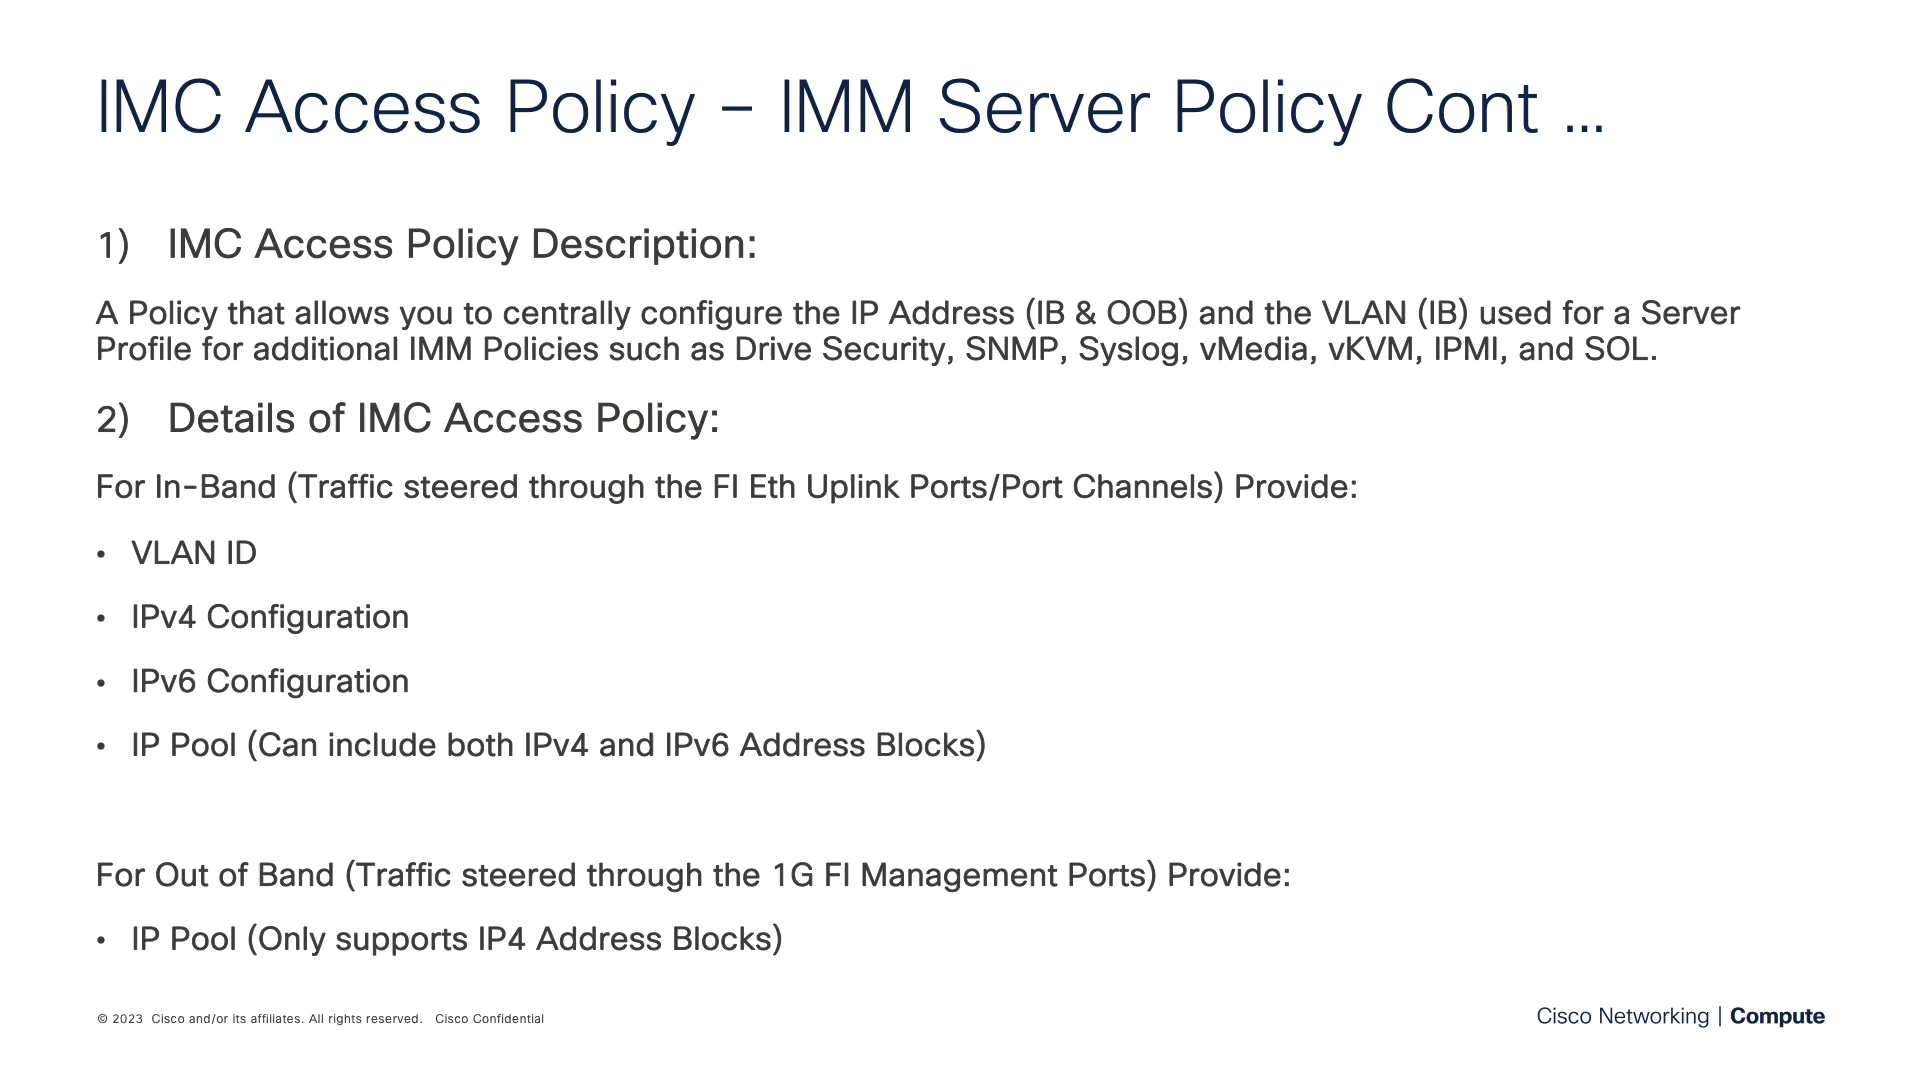 IMC Access Policy – IMM Server Policy Cont ...
1) IMC Access Policy Description:
A Policy that allows you to centrally configure the IP Address (IB & OOB) and the VLAN (IB) used for a Server
Profile for additional IMM Policies such as Drive Security, SNMP, Syslog, vMedia, vKVM, IPMI, and SOL.
2) Details of IMC Access Policy:
For In-Band (Traffic steered through the FI Eth Uplink Ports/Port Channels) Provide:
• VLAN ID
• IPv4 Configuration
• IPv6 Configuration
• IP Pool (Can include both IPv4 and IPv6 Address Blocks)
For Out of Band (Traffic steered through the 1G FI Management Ports) Provide:
• IP Pool (Only supports IP4 Address Blocks)
© 2023 Cisco and/or its affiliates. All rights reserved. Cisco Confidential
Cisco Networking | Compute